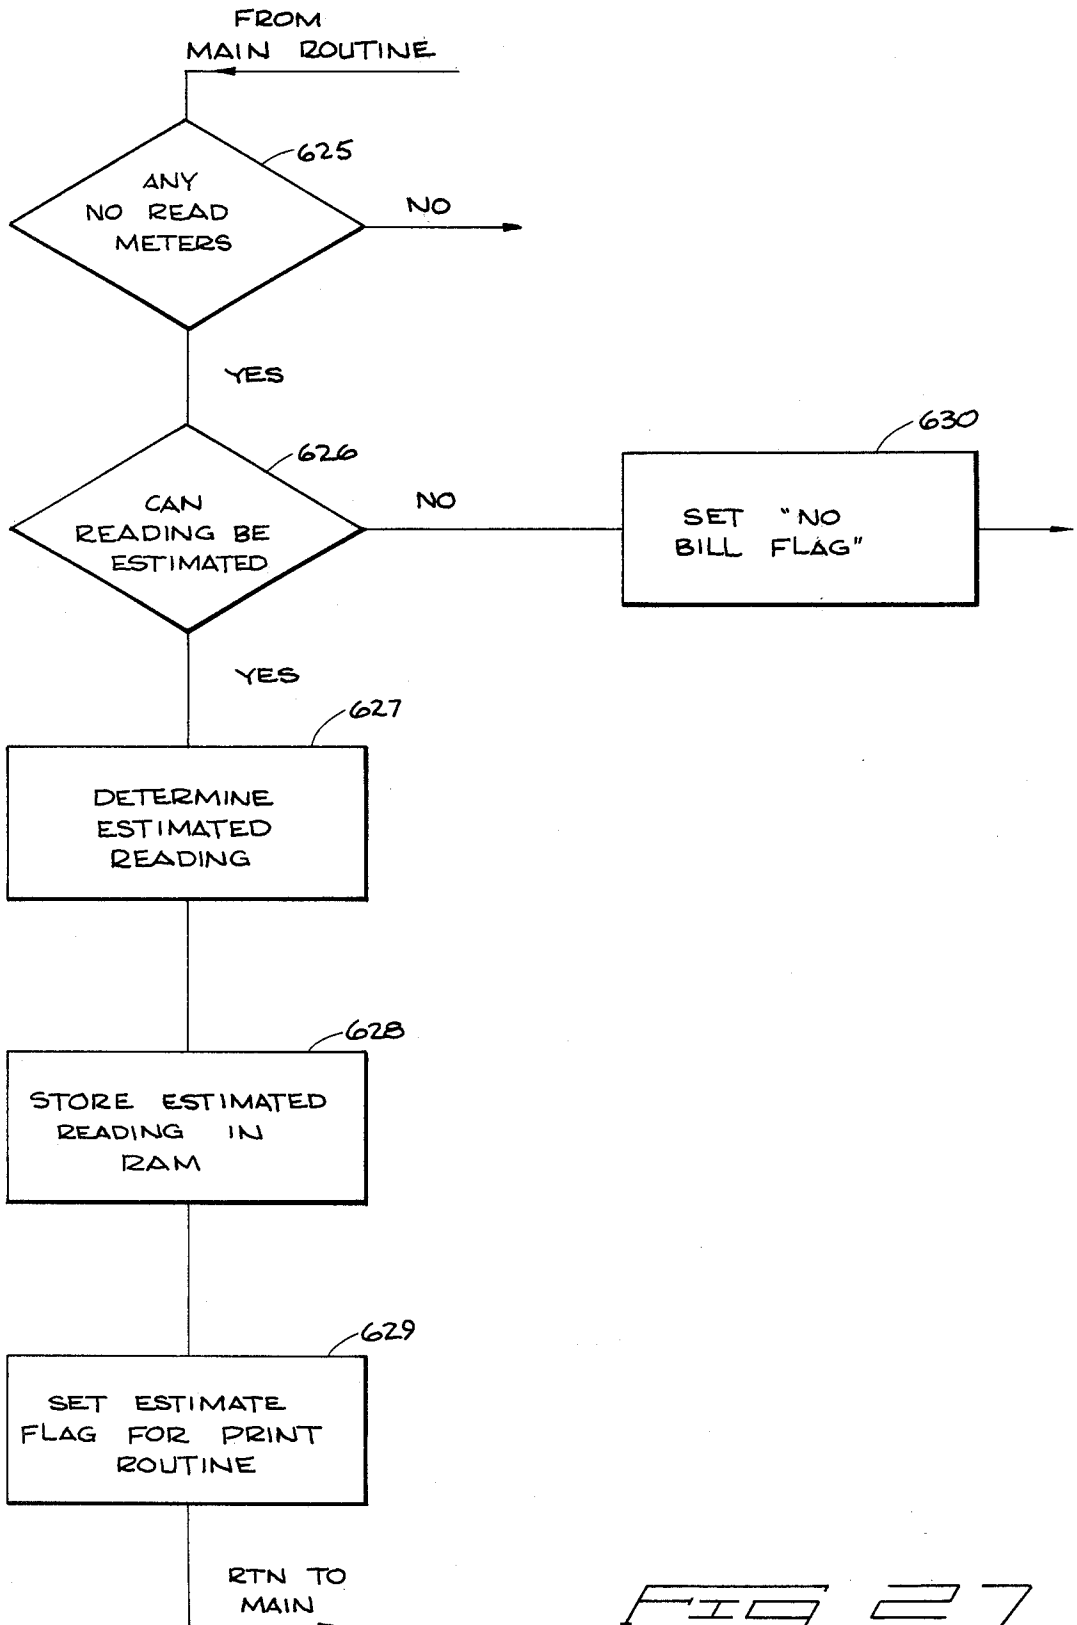 FROM
MAIN ROUTINE
625
ANY
NO READ
METERS
NO
YES
626
CAN
READING BE
ESTIMATED
NO
630
SET "NO
BILL FLAG"
YES
627
DETERMINE
ESTIMATED
READING
628
STORE ESTIMATED
READING IN
RAM
629
SET ESTIMATE
FLAG FOR PRINT
ROUTINE
RTN TO
MAIN
FIG 27